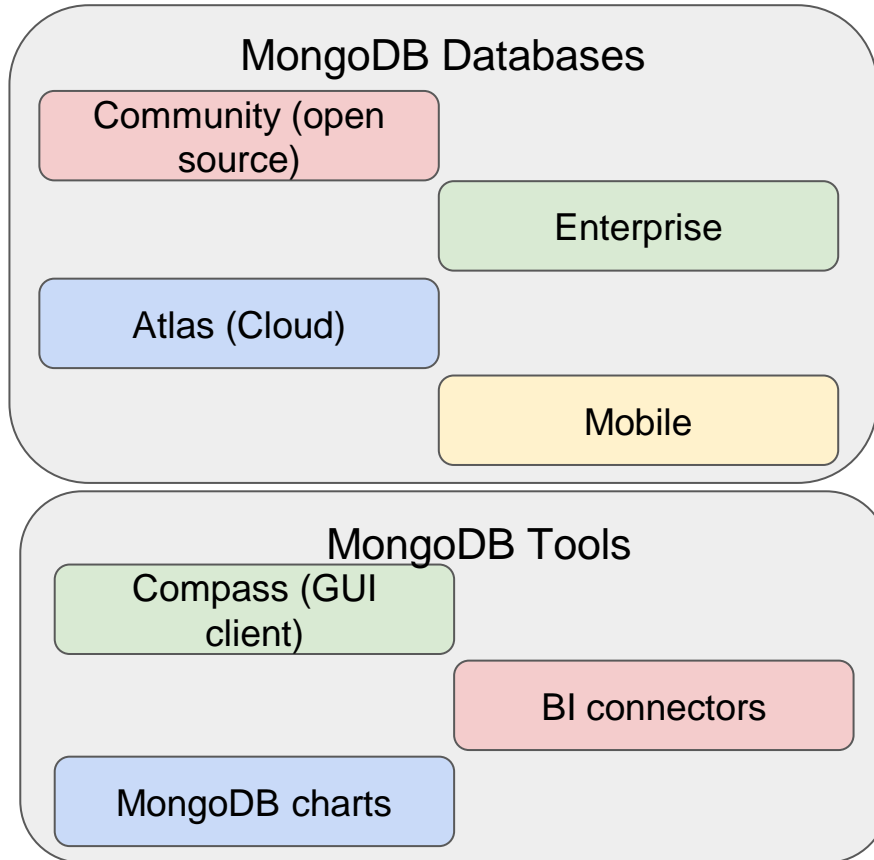 MongoDB Databases
Community (open
source)
Enterprise
Atlas (Cloud)
Mobile
MongoDB Tools
Compass (GUI
client)
BI connectors
MongoDB charts